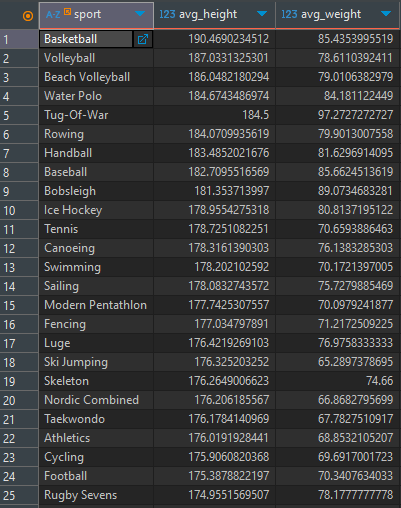 A-Z sport 123 avg_height 123 avg_weight
1 Basketball 190.4690234512 85.4353995519
2 Volleyball 187.0331325301 78.6110392411
3 Beach Volleyball 186.0482180294 79.0106382979
4 Water Polo 184.6743486974 84.181122449
5 Tug-Of-War 184.5 97.2727272727
6 Rowing 184.0709935619 79.9013007558
7 Handball 183.4852021676 81.6296914095
8 Baseball 182.7095516569 85.6624513619
9 Bobsleigh 181.353713997 89.0734683281
10 Ice Hockey 178.9554275318 80.8137195122
11 Tennis 178.7251082251 70.6593886463
12 Canoeing 178.3161390303 76.1383285303
13 Swimming 178.202102592 70.1721397005
14 Sailing 178.0832743572 75.7279885469
15 Modern Pentathlon 177.7425307557 70.0979241877
16 Fencing 177.034797891 71.2172509225
17 Luge 176.4219269103 76.9758333333
18 Ski Jumping 176.325203252 65.2897378695
19 Skeleton 176.2649006623 74.66
20 Nordic Combined 176.206185567 66.8682795699
21 Taekwondo 176.1784140969 67.7827510917
22 Athletics 176.0191928441 68.8532105207
23 Cycling 175.9060820368 69.6917001723
24 Football 175.3878822197 70.3407634033
25 Rugby Sevens 174.9551569507 78.1777777778